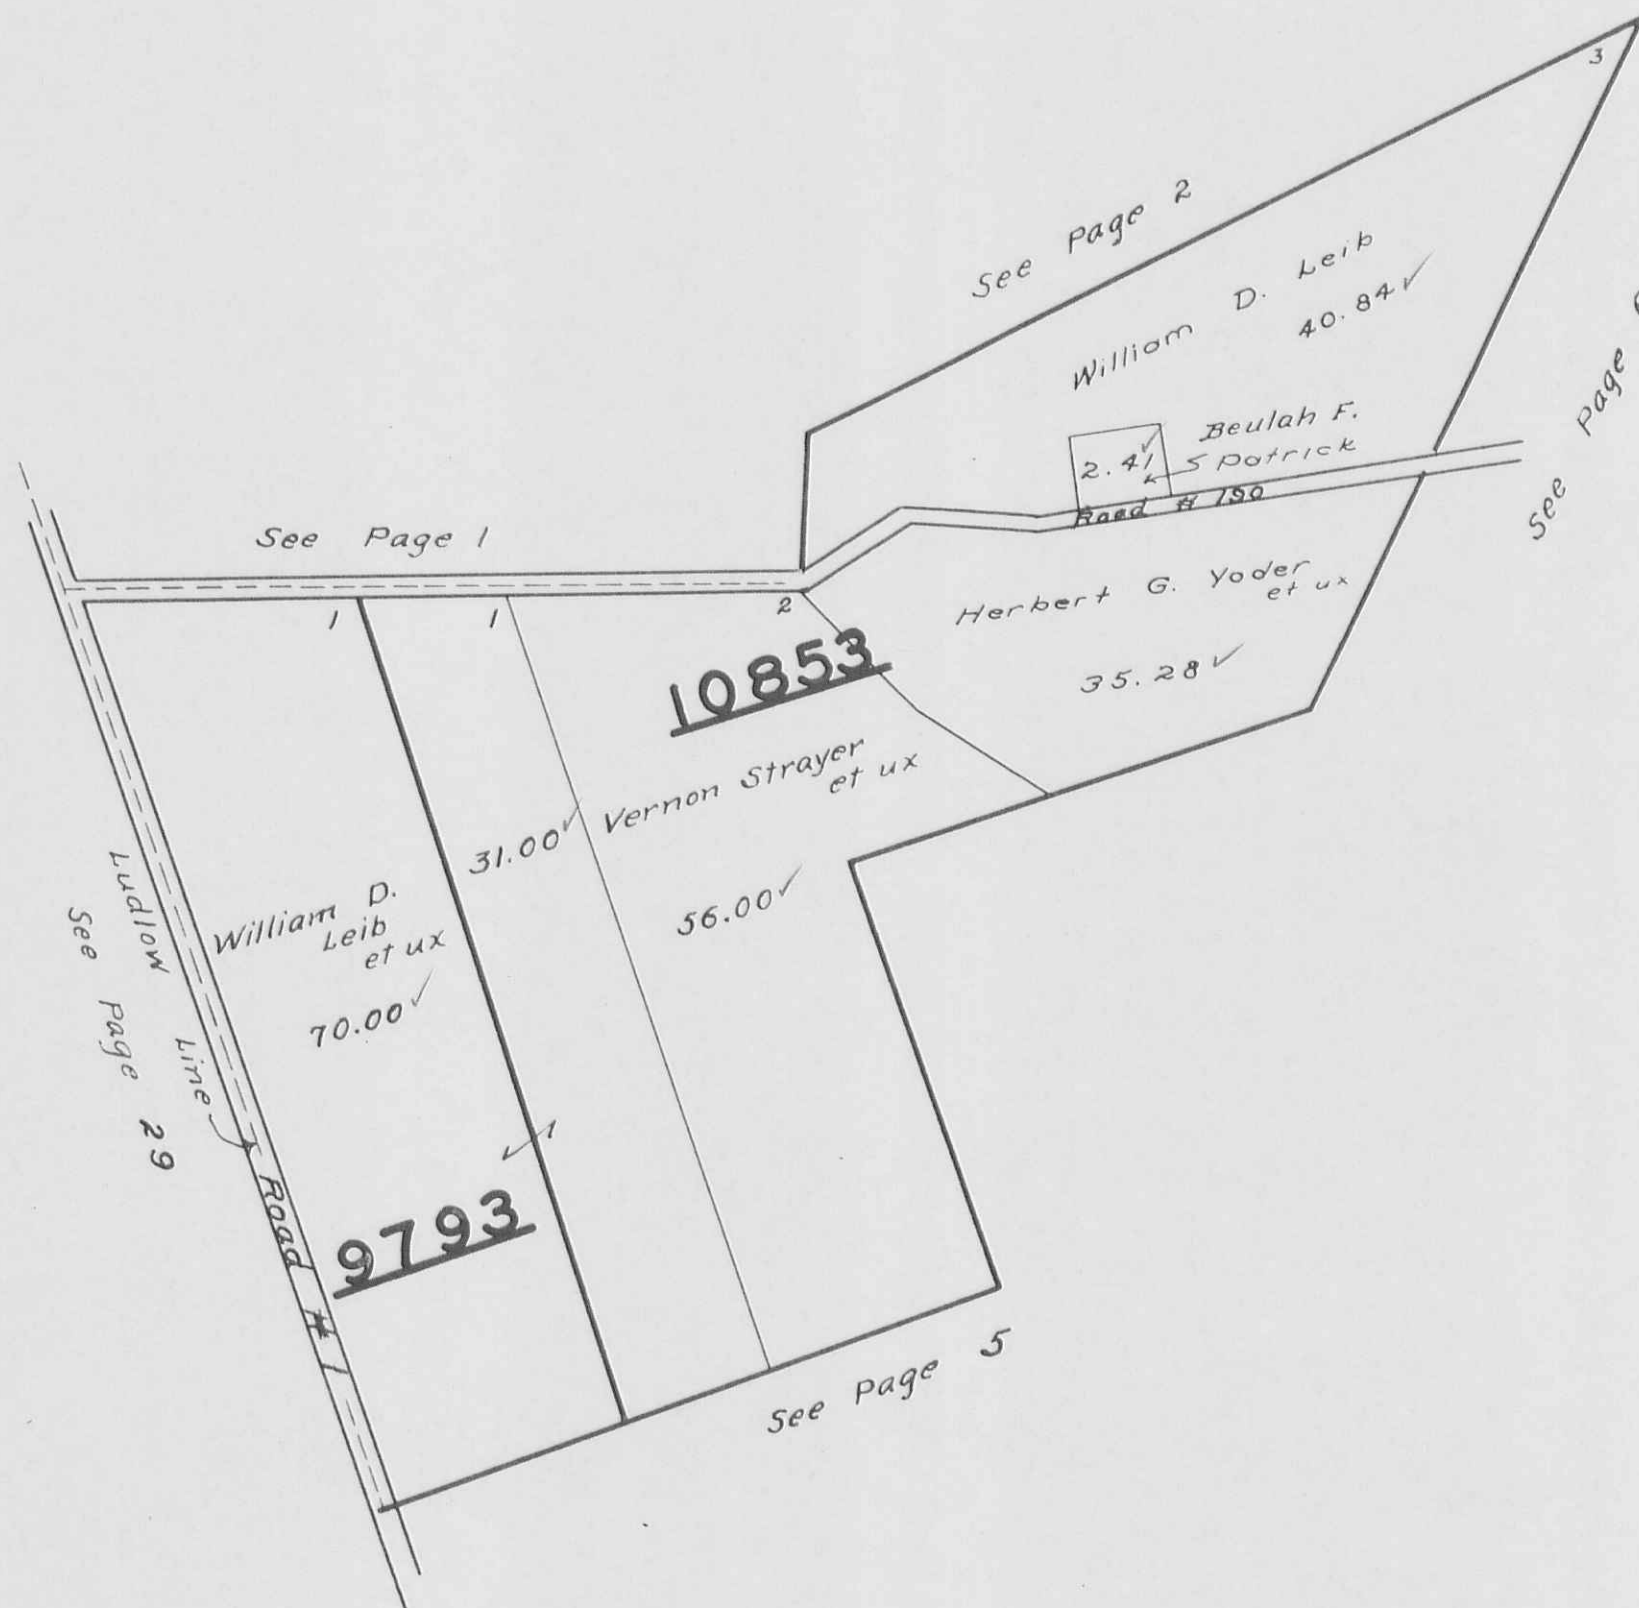 3
See Page 2
William D. Leib
40.84✓
See Page
Beulah F.
Patrick
2.41✓
Road # 190
See Page 1
1
1
2
Herbert G. Yoder
et ux
35.28✓
10853
Vernon Strayer
et ux
31.00✓
56.00✓
William D.
Leib
et ux
70.00✓
Ludlow Line
See Page 29
9793
Road # 1
See Page 5